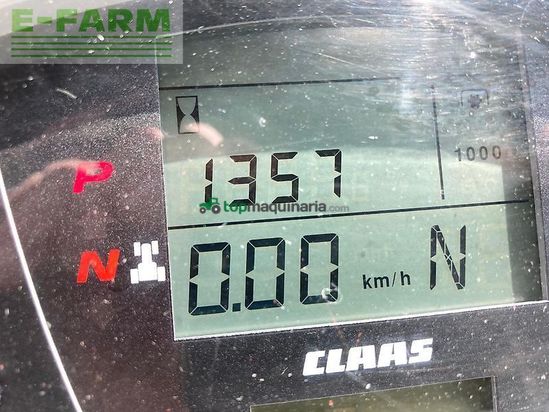 E-FARM
1357
1000
P
topmaquinaria.com
N
0.00 km/h N
CLAAS